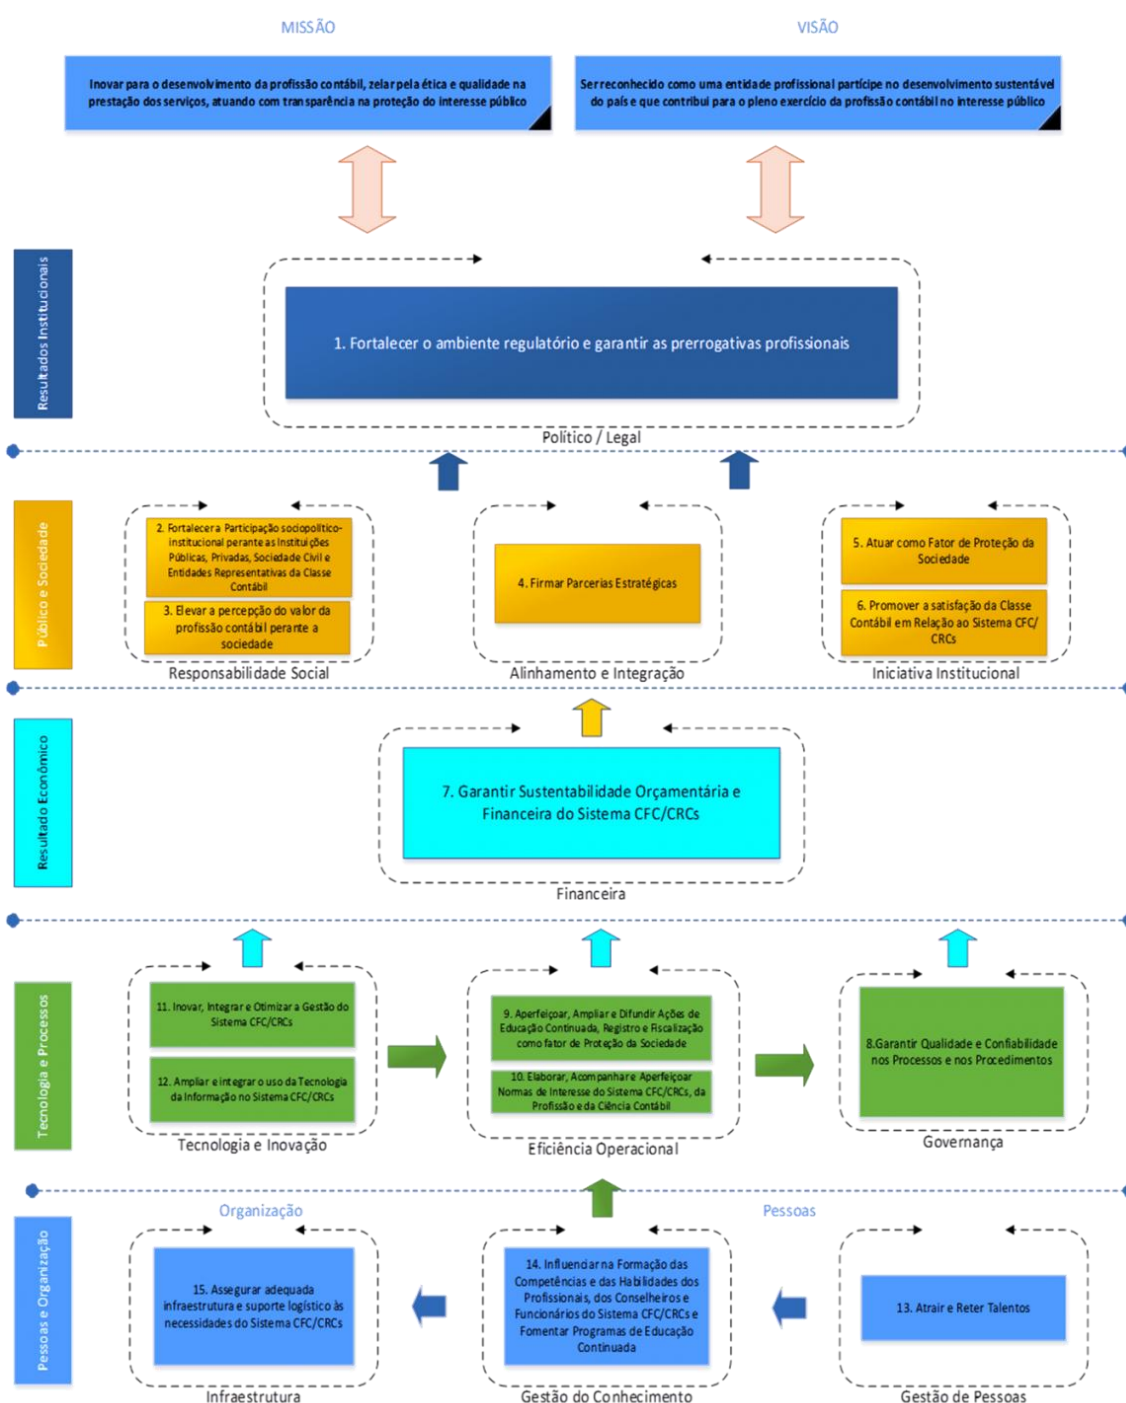 MISSÃO
VISÃO
Inovar para o desenvolvimento da profissão contábil, zelar pela ética e qualidade na
prestação dos serviços, atuando com transparência na proteção do interesse público
Ser reconhecido como uma entidade profissional partícipe no desenvolvimento sustentável
do país e que contribui para o pleno exercício da profissão contábil no interesse público
Resultados Institucionais
1. Fortalecer o ambiente regulatório e garantir as prerrogativas profissionais
Político / Legal
Público e Sociedade
2. Fortalecer a Participação sociopolítico-
institucional perante as Instituições
Públicas, Privadas, Sociedade Civil e
Entidades Representativas da Classe
Contábil
3. Elevar a percepção do valor da
profissão contábil perante a
sociedade
Responsabilidade Social
4. Firmar Parcerias Estratégicas
Alinhamento e Integração
5. Atuar como Fator de Proteção da
Sociedade
6. Promover a satisfação da Classe
Contábil em Relação ao Sistema CFC/
CRCs
Iniciativa Institucional
Resultado Econômico
7. Garantir Sustentabilidade Orçamentária e
Financeira do Sistema CFC/CRCs
Financeira
Tecnologia e Processos
11. Inovar, Integrar e Otimizar a Gestão do
Sistema CFC/CRCs
12. Ampliar e integrar o uso da Tecnologia
da Informação no Sistema CFC/CRCs
Tecnologia e Inovação
9. Aperfeiçoar, Ampliar e Difundir Ações de
Educação Continuada, Registro e Fiscalização
como fator de Proteção da Sociedade
10. Elaborar, Acompanhar e Aperfeiçoar
Normas de Interesse do Sistema CFC/CRCs, da
Profissão e da Ciência Contábil
Eficiência Operacional
8.Garantir Qualidade e Confiabilidade
nos Processos e nos Procedimentos
Governança
Pessoas e Organização
Organização
Pessoas
15. Assegurar adequada
infraestrutura e suporte logístico às
necesidades do Sistema CFC/CRCs
Infraestrutura
14. Influenciar na Formação das
Competências e das Habilidades dos
Profissionais, dos Conselheiros e
Funcionários do Sistema CFC/CRCs e
Fomentar Programas de Educação
Continuada
Gestão do Conhecimento
13. Atrair e Reter Talentos
Gestão de Pessoas